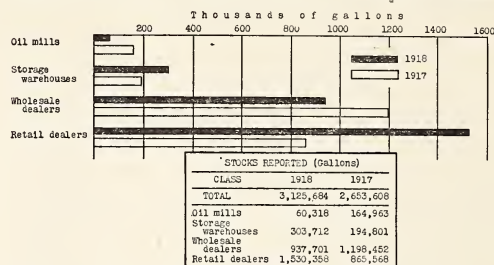 Thousands of gallons
200 400 600 800 1000 1200 1400 1600
Oil mills
1918
Storage
warehouses
1917
Wholesale
dealers
Retail dealers
STOCKS REPORTED (Gallons)
CLASS 1918 1917
TOTAL 3,125,684 2,653,608
Oil mills 60,318 164,963
Storage
warehouses 303,712 194,801
Wholesale
dealers 937,701 1,198,452
Retail dealers 1,530,358 865,568